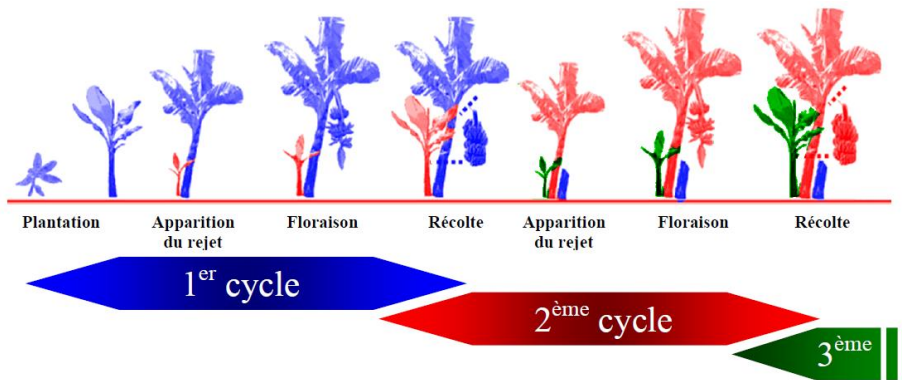 Plantation
Apparition
du rejet
Floraison
Récolte
Apparition
du rejet
Floraison
Récolte
1er cycle
2ème cycle
3ème